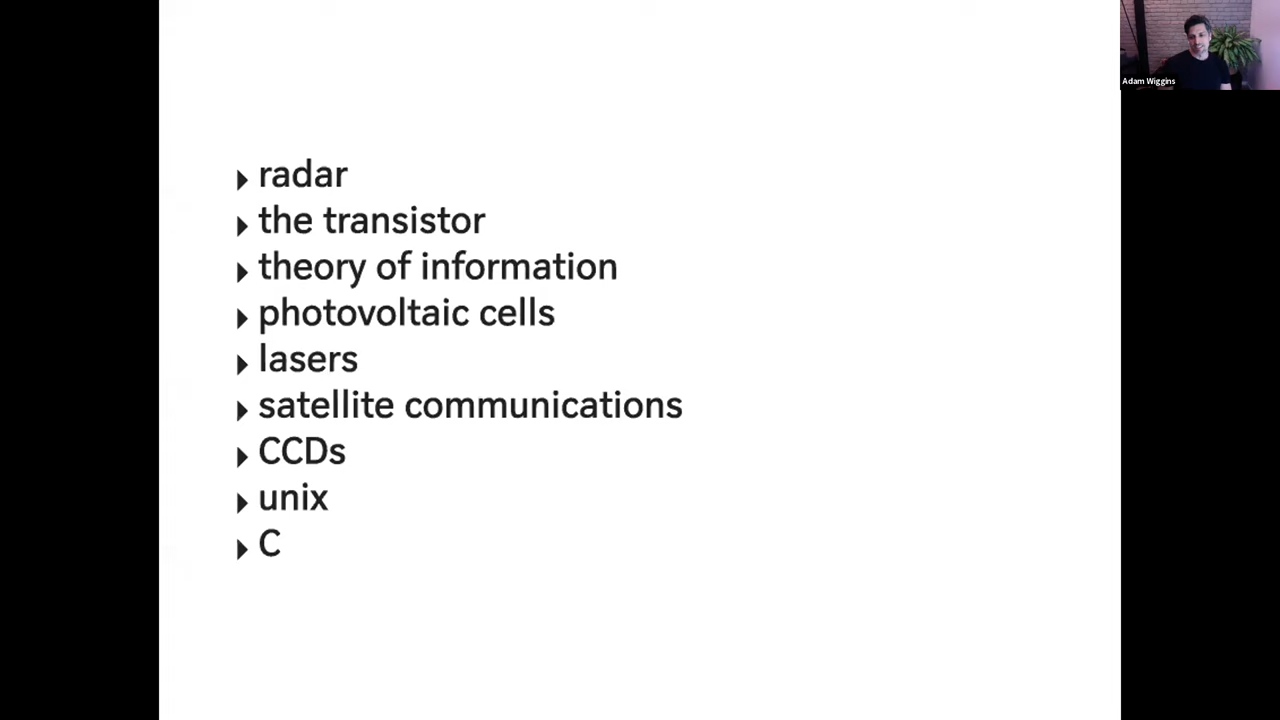 Adam Wiggins
radar
the transistor
theory of information
photovoltaic cells
lasers
satellite communications
CCDs
unix
C